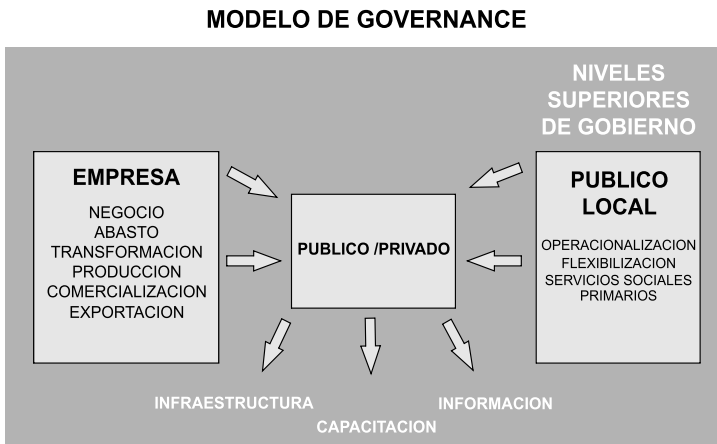 MODELO DE GOVERNANCE
NIVELES
SUPERIORES
DE GOBIERNO
EMPRESA
NEGOCIO
ABASTO
TRANSFORMACION
PRODUCCION
COMERCIALIZACION
EXPORTACION
PUBLICO /PRIVADO
PUBLICO
LOCAL
OPERACIONALIZACION
FLEXIBILIZACION
SERVICIOS SOCIALES
PRIMARIOS
INFRAESTRUCTURA
CAPACITACION
INFORMACION